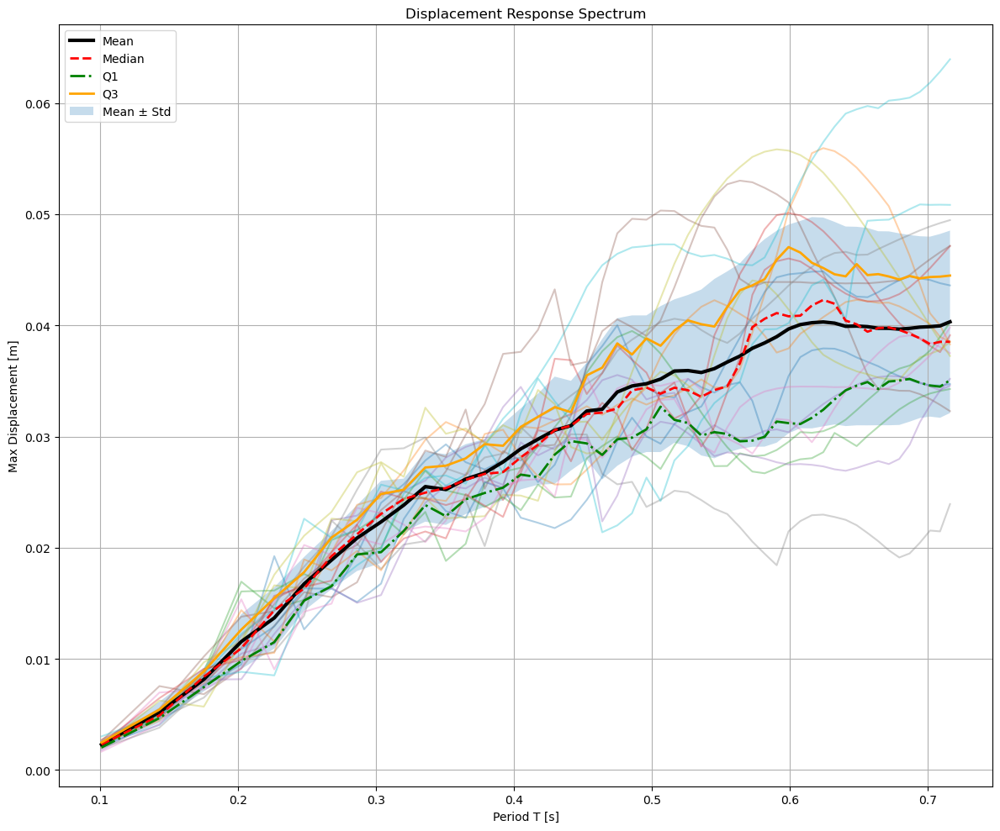 Displacement Response Spectrum
Mean
Median
Q1
Q3
Mean ± Std
Max Displacement [m]
0.06
0.05
0.04
0.03
0.02
0.01
0.00
0.1 0.2 0.3 0.4 0.5 0.6 0.7
Period T [s]